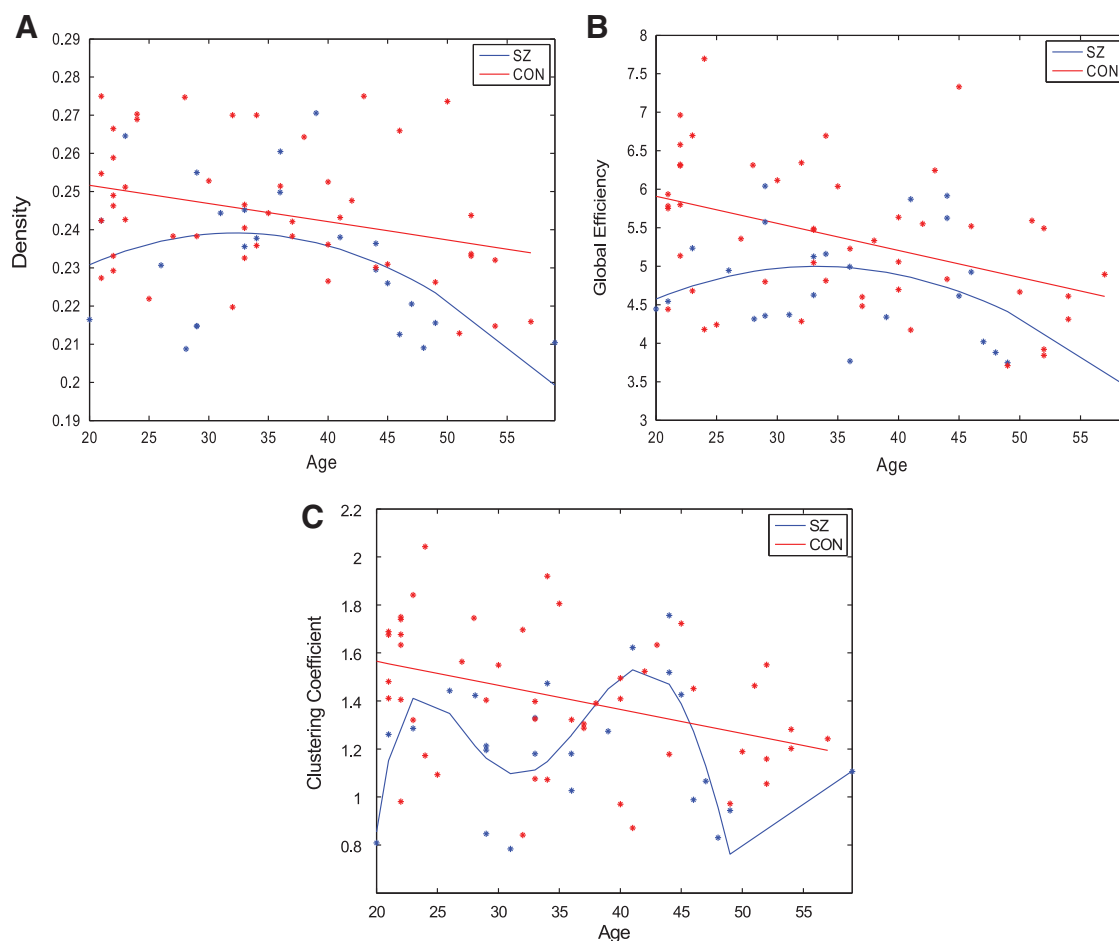 A
Density
0.29
0.28
0.27
0.26
0.25
0.24
0.23
0.22
0.21
0.2
0.19
20 25 30 35 40 45 50 55
Age
SZ
CON
B
Global Efficiency
8
7.5
7
6.5
6
5.5
5
4.5
4
3.5
3
20 25 30 35 40 45 50 55
Age
SZ
CON
C
Clustering Coefficient
2.2
2
1.8
1.6
1.4
1.2
1
0.8
20 25 30 35 40 45 50 55
Age
SZ
CON